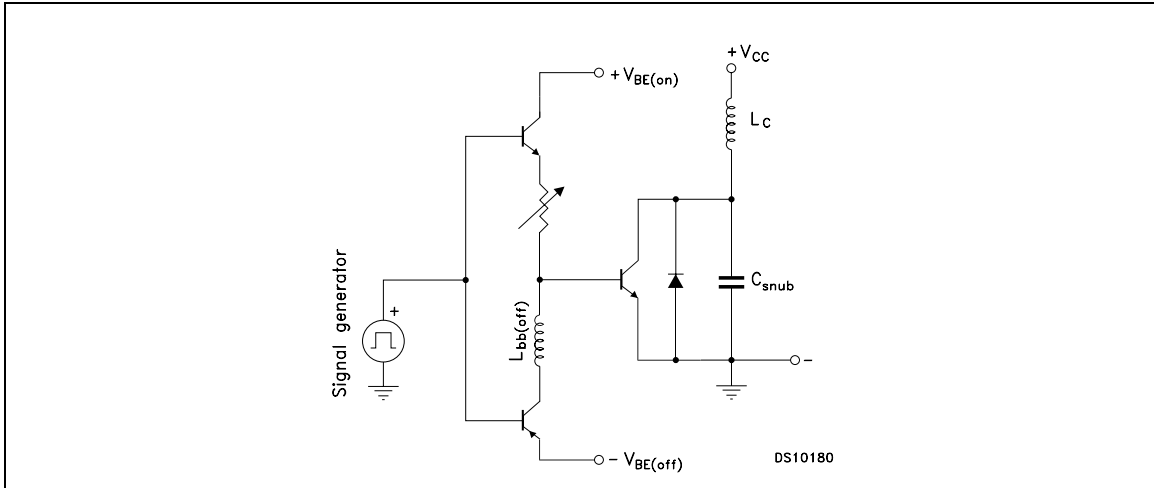 +VCC
+VBE(on)
LC
Signal generator
+
Lbb(off)
Csnub
-
- VBE(off)
DS10180